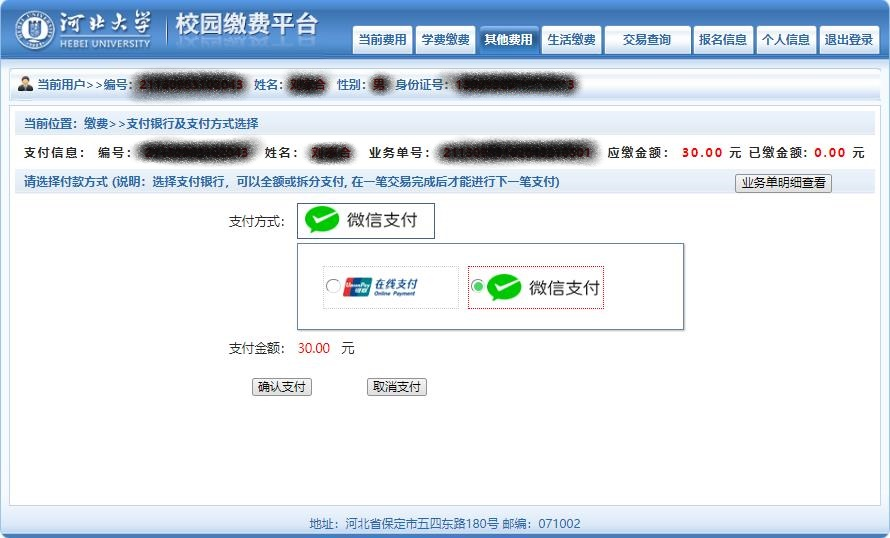 河北大学
HEBEI UNIVERSITY
校园缴费平台
当前费用 学费缴费 其他费用 生活缴费 交易查询 报名信息 个人信息 退出登录
当前用户>>编号: 姓名: 性别: 身份证号:
当前位置: 缴费>>支付银行及支付方式选择
支付信息: 编号: 姓名: 业务单号: 应缴金额: 30.00 元 已缴金额: 0.00 元
请选择付款方式 (说明: 选择支付银行, 可以全额或拆分支付, 在一笔交易完成后才能进行下一笔支付) 业务单明细查看
支付方式: 微信支付
UnionPay 银联 在线支付 Online Payment 微信支付
支付金额: 30.00 元
确认支付 取消支付
地址: 河北省保定市五四东路180号 邮编: 071002